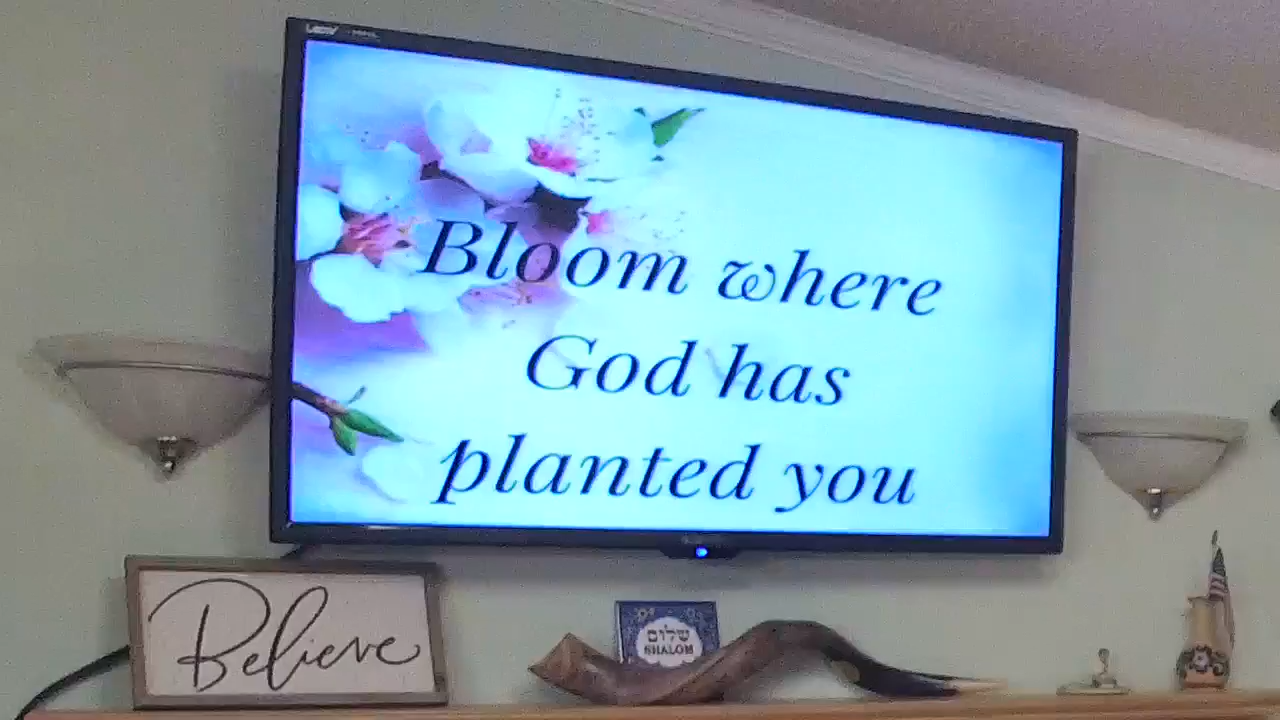 Bloom where
God has
planted you
Believe
שלום
SHALOM